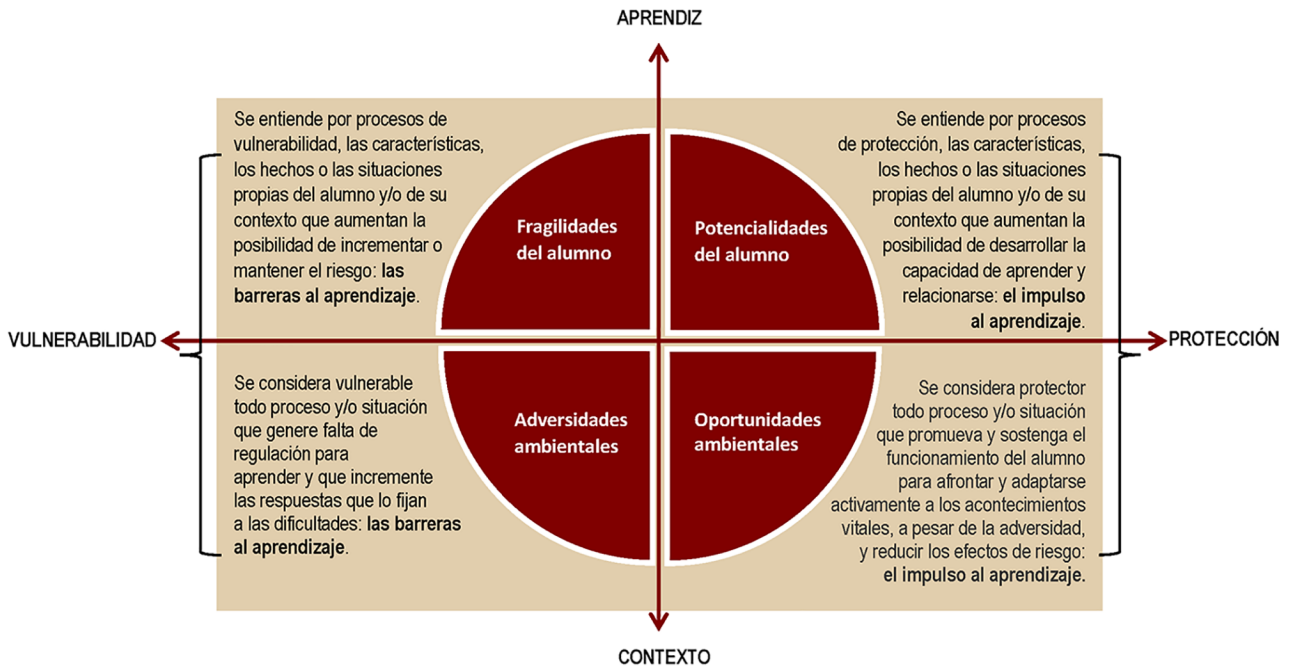 APRENDIZ
Se entiende por procesos de
vulnerabilidad, las características,
los hechos o las situaciones
propias del alumno y/o de su
contexto que aumentan la
posibilidad de incrementar o
mantener el riesgo: las
barreras al aprendizaje.
Fragilidades
del alumno
Potencialidades
del alumno
Se entiende por procesos
de protección, las características,
los hechos o las situaciones
propias del alumno y/o de su
contexto que aumentan la
posibilidad de desarrollar la
capacidad de aprender y
relacionarse: el impulso
al aprendizaje.
VULNERABILIDAD
PROTECCIÓN
Se considera vulnerable
todo proceso y/o situación
que genere falta de
regulación para
aprender y que incremente
las respuestas que lo fijan
a las dificultades: las barreras
al aprendizaje.
Adversidades
ambientales
Oportunidades
ambientales
Se considera protector
todo proceso y/o situación
que promueva y sostenga el
funcionamiento del alumno
para afrontar y adaptarse
activamente a los acontecimientos
vitales, a pesar de la adversidad,
y reducir los efectos de riesgo:
el impulso al aprendizaje.
CONTEXTO